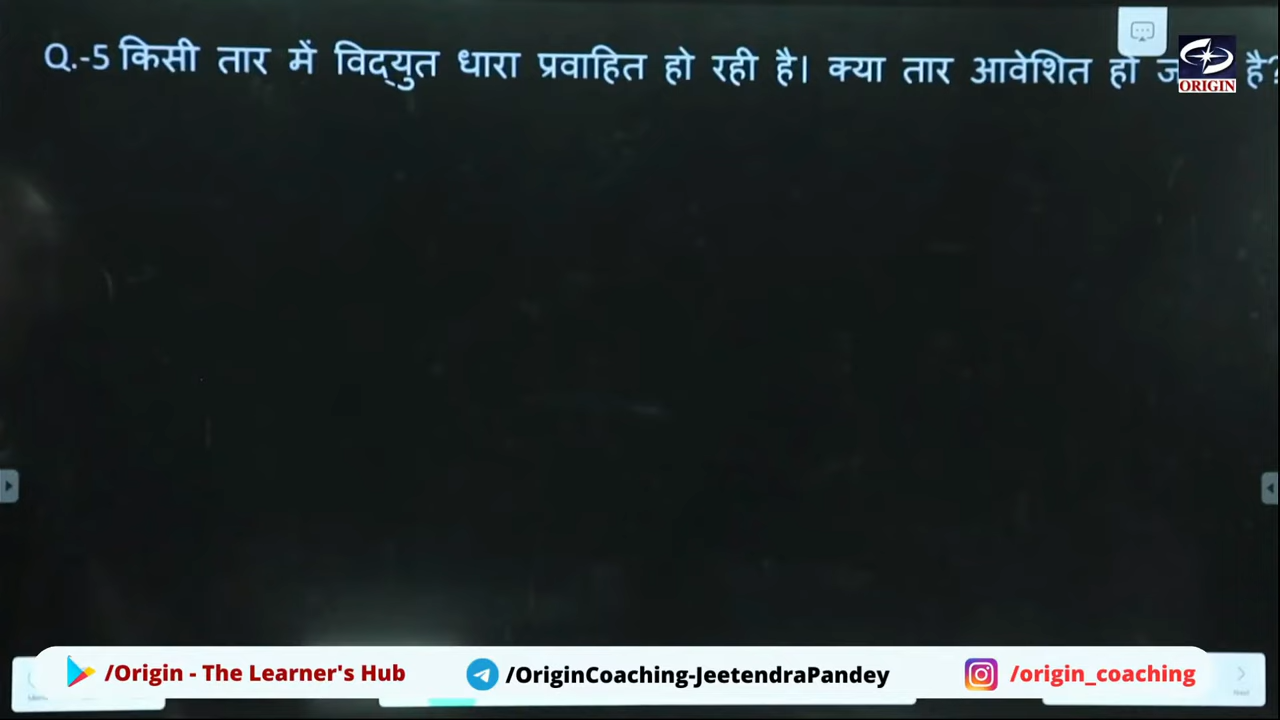 Q.-5 किसी तार में विद्युत धारा प्रवाहित हो रही है। क्या तार आवेशित हो है?
ORIGIN
/Origin - The Learner's Hub
/OriginCoaching-JeetendraPandey
/origin_coaching